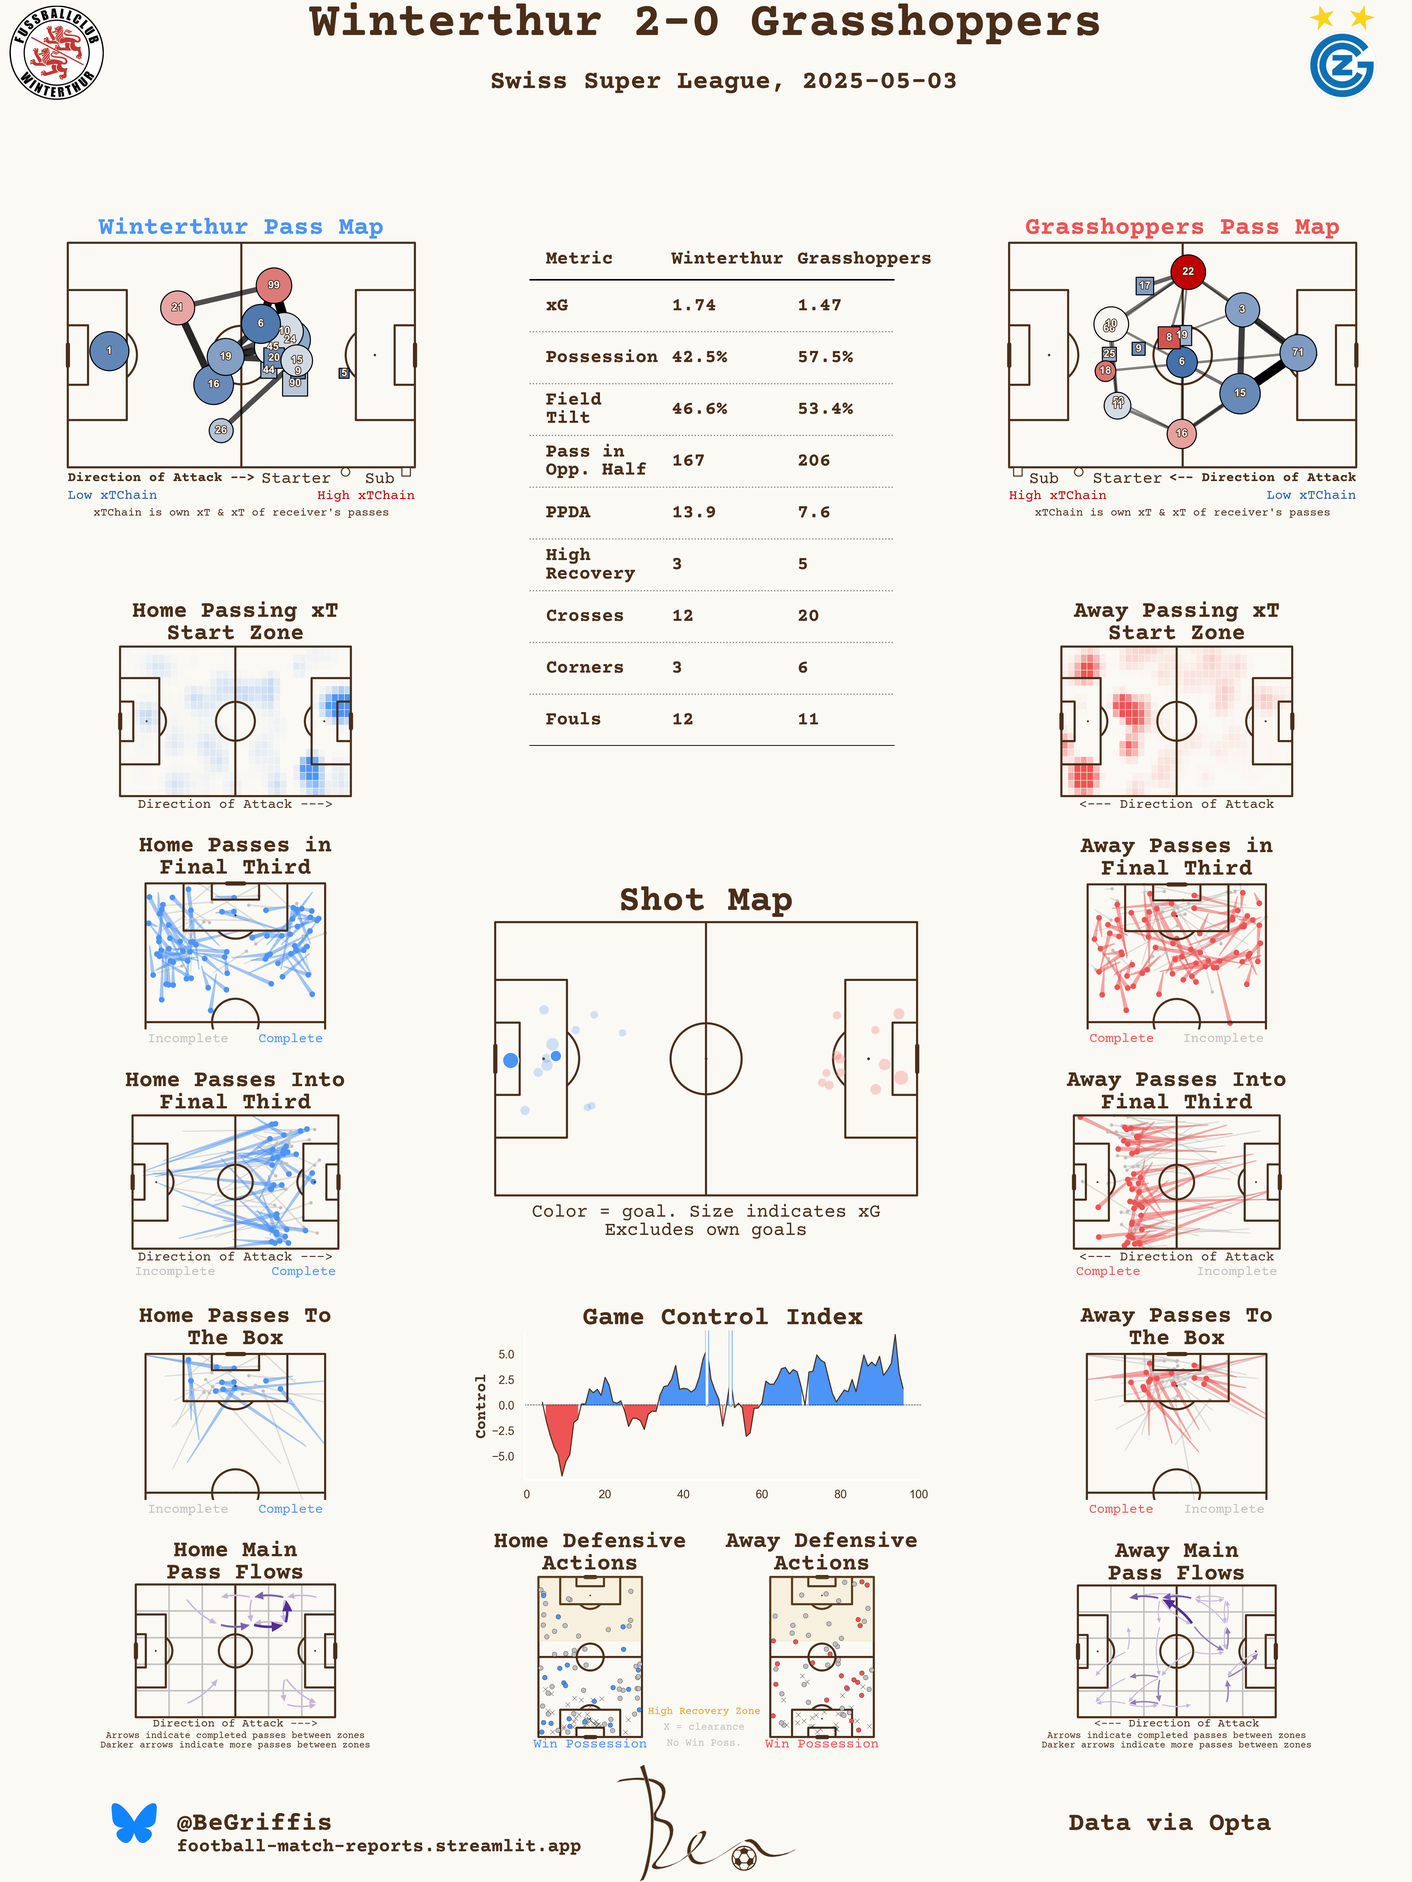 Winterthur 2-0 Grasshoppers
Swiss Super League, 2025-05-03
FUSSBALLCLUB
WINTERTHUR
Winterthur Pass Map
99
21
6
10
24
1
45
19
20
15
44
9
5
16
90
26
Direction of Attack --> Starter Sub
Low xTChain High xTChain
xTChain is own xT & xT of receiver's passes
Metric Winterthur Grasshoppers
xG 1.74 1.47
Possession 42.5% 57.5%
Field
Tilt 46.6% 53.4%
Pass in
Opp. Half 167 206
PPDA 13.9 7.6
High
Recovery 3 5
Crosses 12 20
Corners 3 6
Fouls 12 11
Grasshoppers Pass Map
22
17
3
10
8
19
9
25
71
6
18
15
11
16
Sub Starter <-- Direction of Attack
High xTChain Low xTChain
xTChain is own xT & xT of receiver's passes
Home Passing xT
Start Zone
Direction of Attack --->
Away Passing xT
Start Zone
<--- Direction of Attack
Home Passes in
Final Third
Incomplete Complete
Away Passes in
Final Third
Complete Incomplete
Shot Map
Color = goal. Size indicates xG
Excludes own goals
Home Passes Into
Final Third
Direction of Attack --->
Incomplete Complete
Away Passes Into
Final Third
<--- Direction of Attack
Complete Incomplete
Home Passes To
The Box
Incomplete Complete
Game Control Index
Control
5.0
2.5
0.0
−2.5
−5.0
0 20 40 60 80 100
Away Passes To
The Box
Complete Incomplete
Home Main
Pass Flows
Direction of Attack --->
Arrows indicate completed passes between zones
Darker arrows indicate more passes between zones
Home Defensive
Actions
Win Possession
Away Defensive
Actions
Win Possession
High Recovery Zone
X = clearance
No Win Poss.
Away Main
Pass Flows
<--- Direction of Attack
Arrows indicate completed passes between zones
Darker arrows indicate more passes between zones
@BeGriffis
football-match-reports.streamlit.app
Ben
Data via Opta